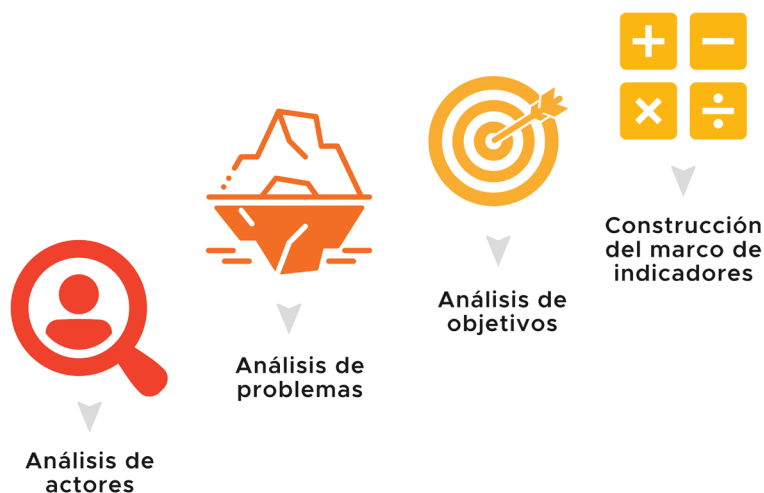 Análisis de
actores
Análisis de
problemas
Análisis de
objetivos
Construcción
del marco de
indicadores